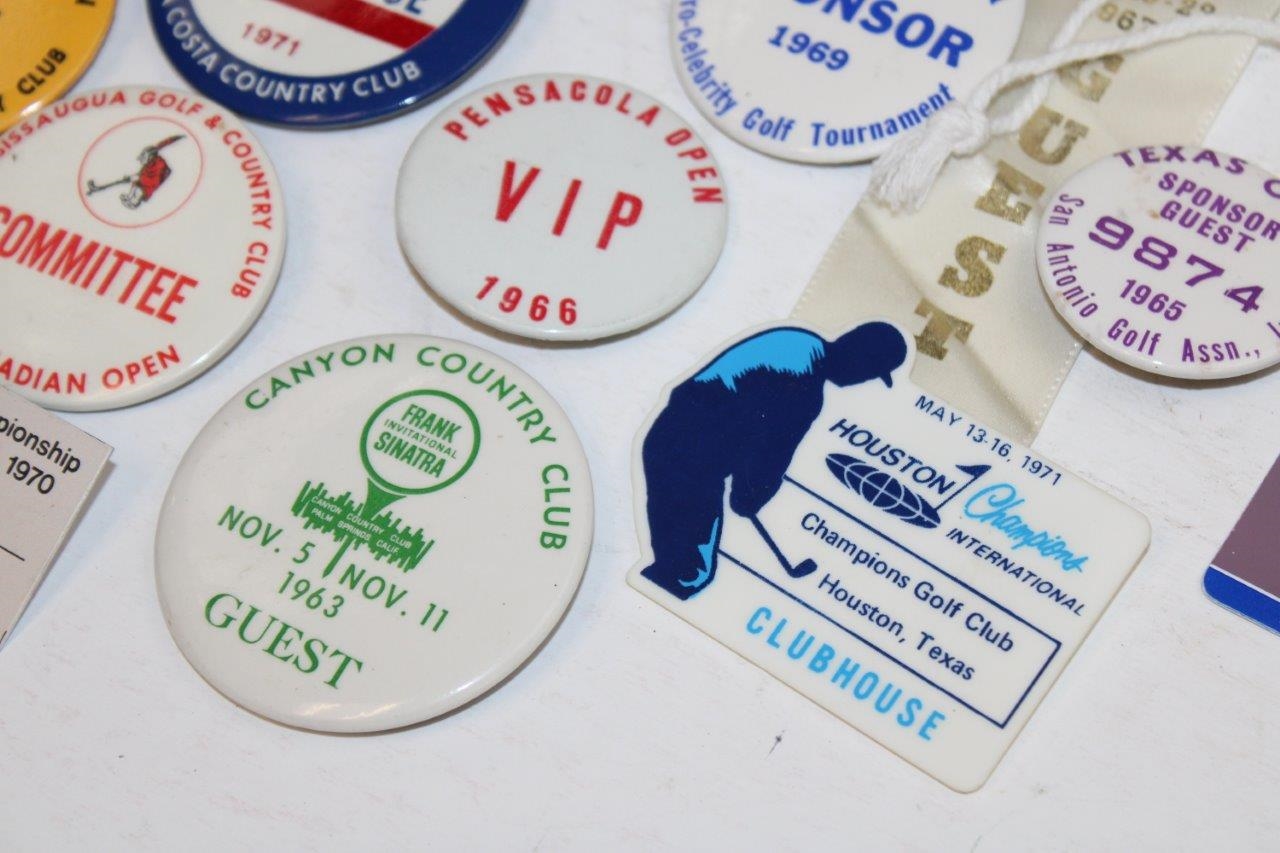 CLUB
1971
COSTA COUNTRY CLUB
1969
Celebrity Golf Tournament
GUEST
GOLF & COUNTRY CLUB
COMMITTEE
OPEN
PENSACOLA OPEN
VIP
1966
TEXAS
SPONSOR
GUEST
9874
1965
San Antonio Golf Assn.,
1970
CANYON COUNTRY CLUB
FRANK
INVITATIONAL
SINATRA
CANYON COUNTRY CLUB
PALM SPRINGS CALIF.
NOV. 5 NOV. 11
1963
GUEST
MAY 13-16, 1971
HOUSTON
Champions
INTERNATIONAL
Champions Golf Club
Houston, Texas
CLUBHOUSE